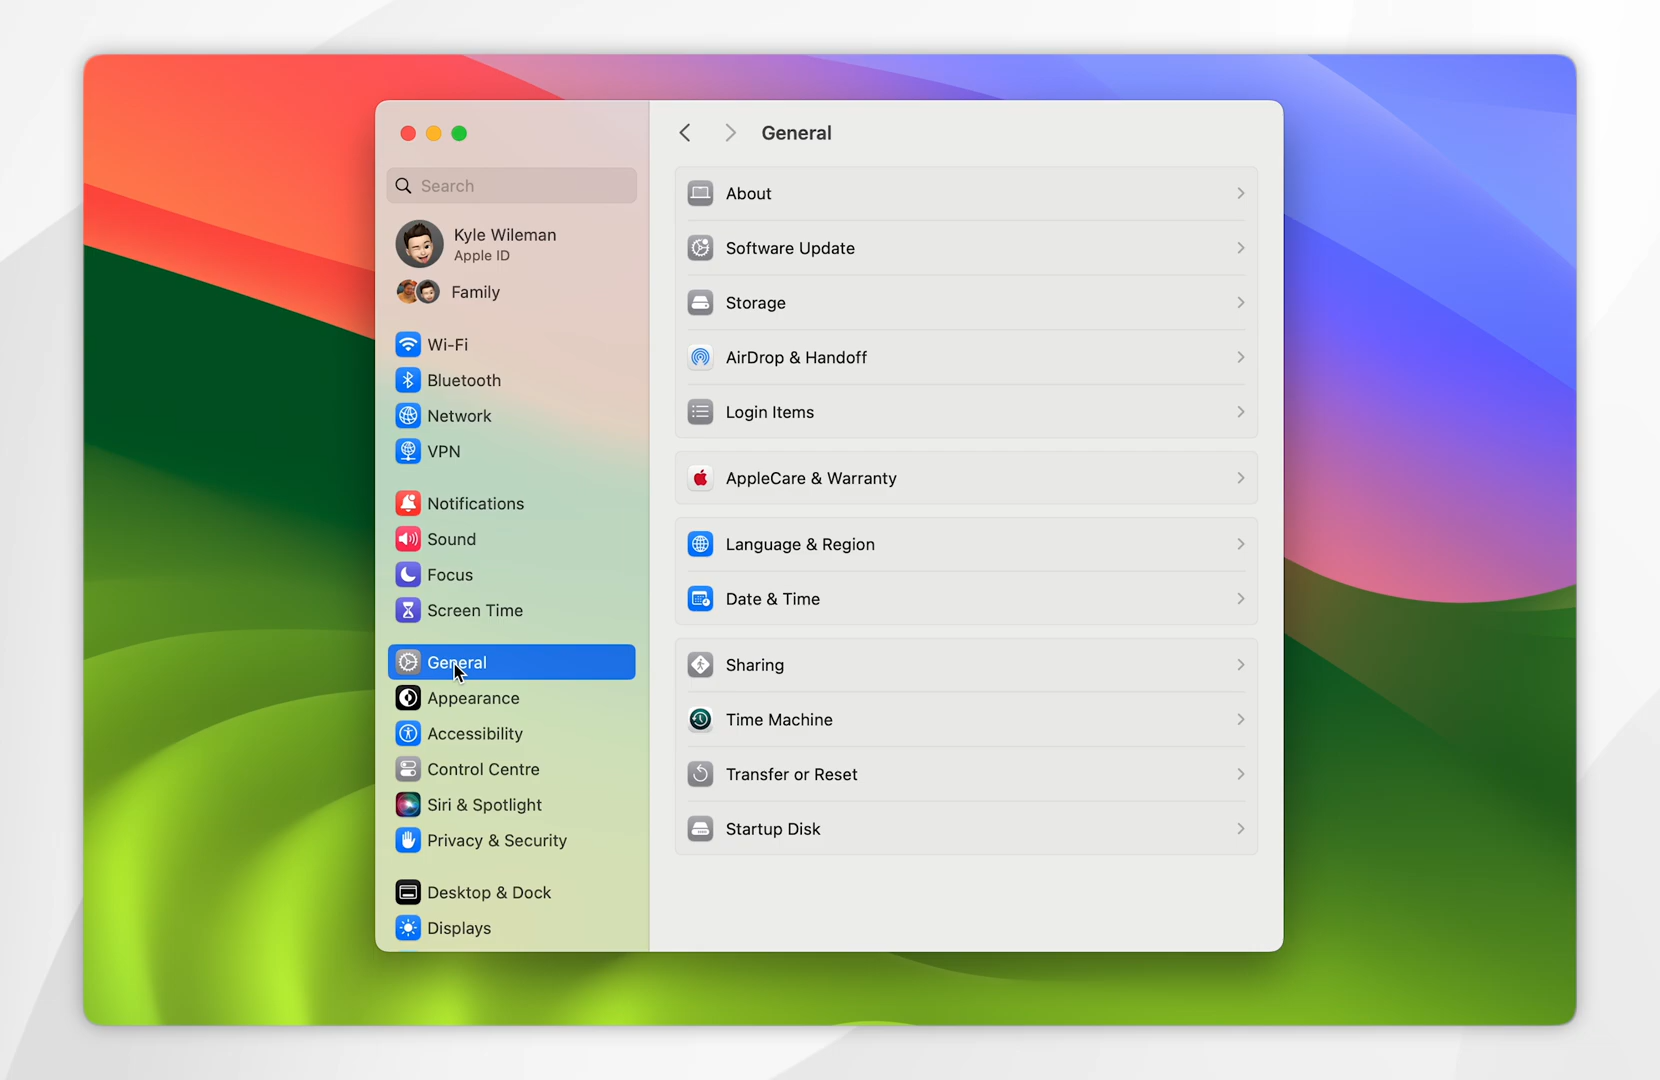 Search
Kyle Wileman
Apple ID
Family
Wi-Fi
Bluetooth
Network
VPN
Notifications
Sound
Focus
Screen Time
General
Appearance
Accessibility
Control Centre
Siri & Spotlight
Privacy & Security
Desktop & Dock
Displays
General
About
Software Update
Storage
AirDrop & Handoff
Login Items
AppleCare & Warranty
Language & Region
Date & Time
Sharing
Time Machine
Transfer or Reset
Startup Disk